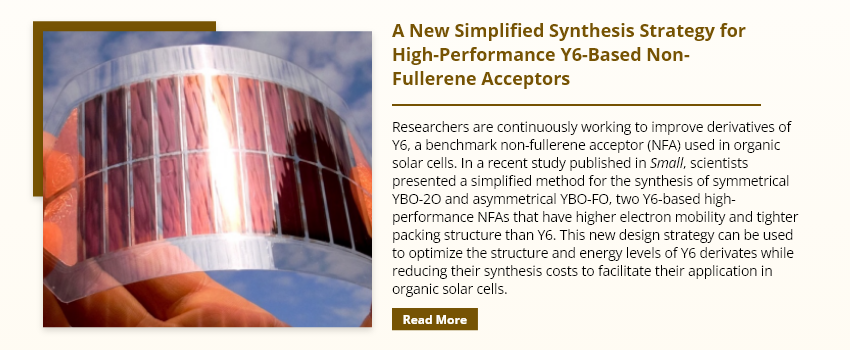 A New Simplified Synthesis Strategy for
High-Performance Y6-Based Non-
Fullerene Acceptors
Researchers are continuously working to improve derivatives of
Y6, a benchmark non-fullerene acceptor (NFA) used in organic
solar cells. In a recent study published in Small, scientists
presented a simplified method for the synthesis of symmetrical
YBO-2O and asymmetrical YBO-FO, two Y6-based high-
performance NFAs that have higher electron mobility and tighter
packing structure than Y6. This new design strategy can be used
to optimize the structure and energy levels of Y6 derivates while
reducing their synthesis costs to facilitate their application in
organic solar cells.
Read More